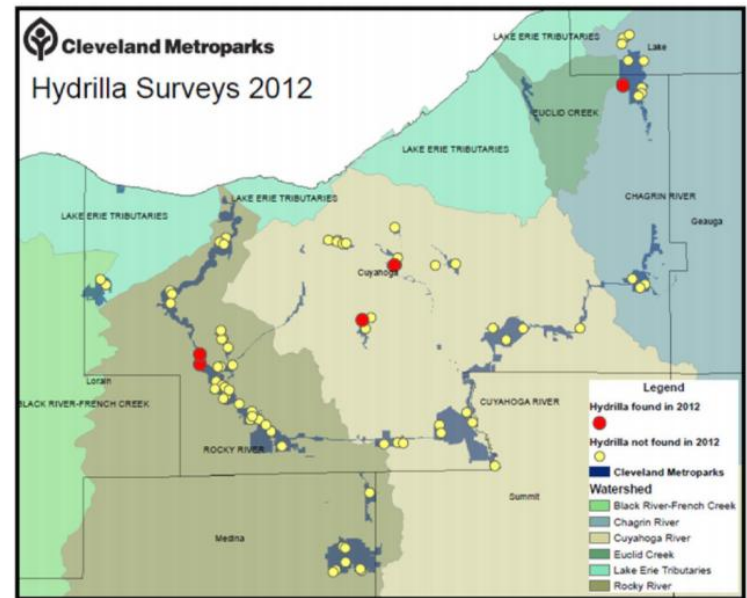 Cleveland Metroparks
Hydrilla Surveys 2012
LAKE ERIE TRIBUTARIES
Lake
EUCLID CREEK
LAKE ERIE TRIBUTARIES
CHAGRIN RIVER
LAKE ERIE TRIBUTARIES
LAKE ERIE TRIBUTARIES
Geauga
Cuyahoga
Lorain
BLACK RIVER-FRENCH CREEK
CUYAHOGA RIVER
ROCKY RIVER
Summit
Medina
Legend
Hydrilla found in 2012
Hydrilla not found in 2012
Cleveland Metroparks
Watershed
Black River-French Creek
Chagrin River
Cuyahoga River
Euclid Creek
Lake Erie Tributaries
Rocky River